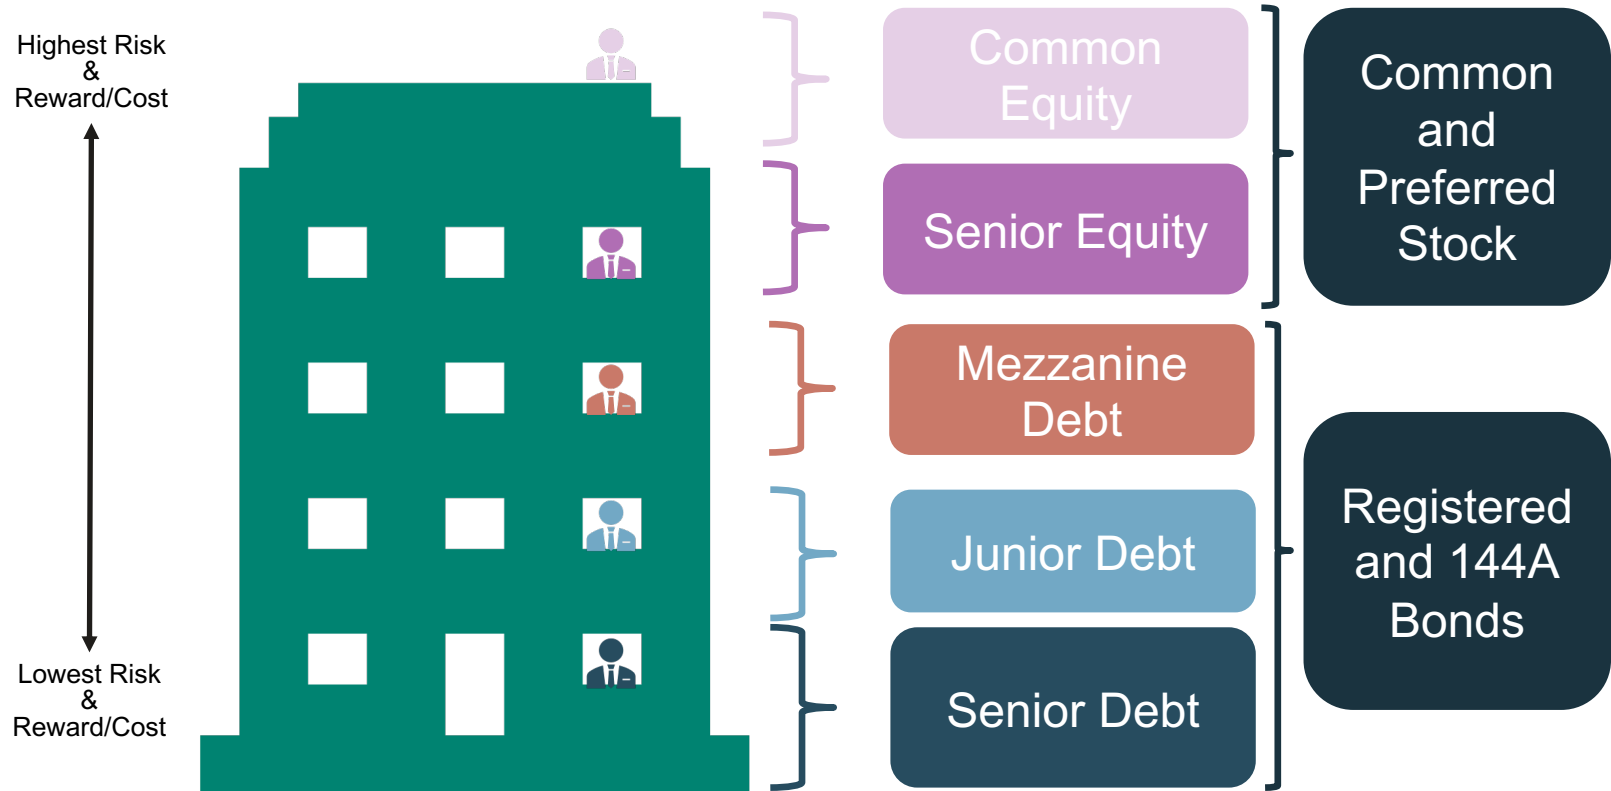 Highest Risk
&
Reward/Cost
Lowest Risk
&
Reward/Cost
Common
Equity
Senior Equity
Mezzanine
Debt
Junior Debt
Senior Debt
Common
and
Preferred
Stock
Registered
and 144A
Bonds